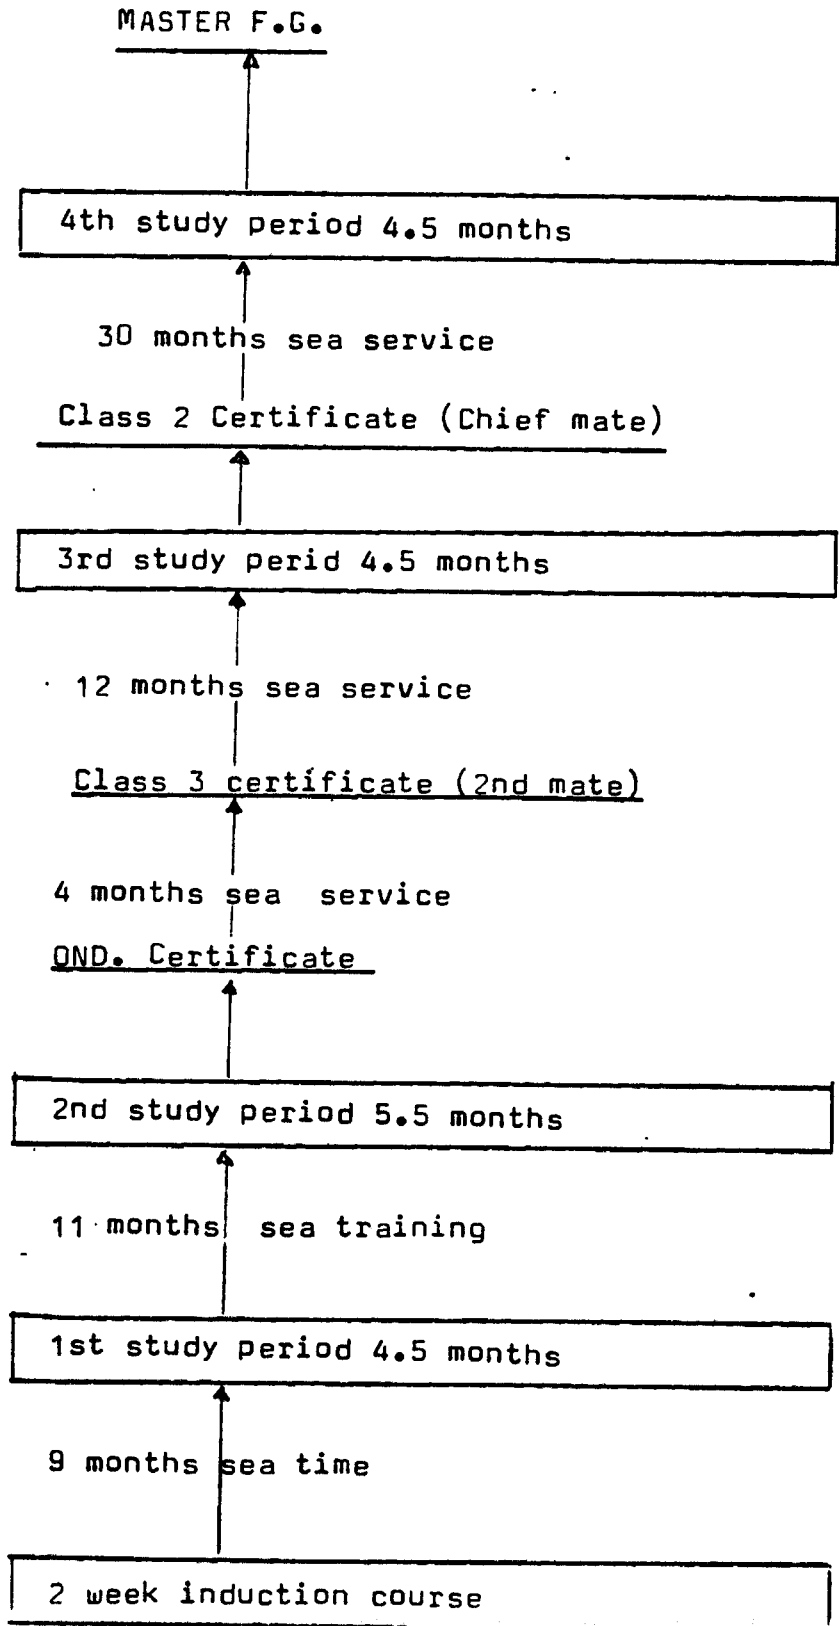 MASTER F.G.
4th study period 4.5 months
30 months sea service
Class 2 Certificate (Chief mate)
3rd study perid 4.5 months
12 months sea service
Class 3 certificate (2nd mate)
4 months sea service
OND. Certificate
2nd study period 5.5 months
11 months sea training
1st study period 4.5 months
9 months sea time
2 week induction course